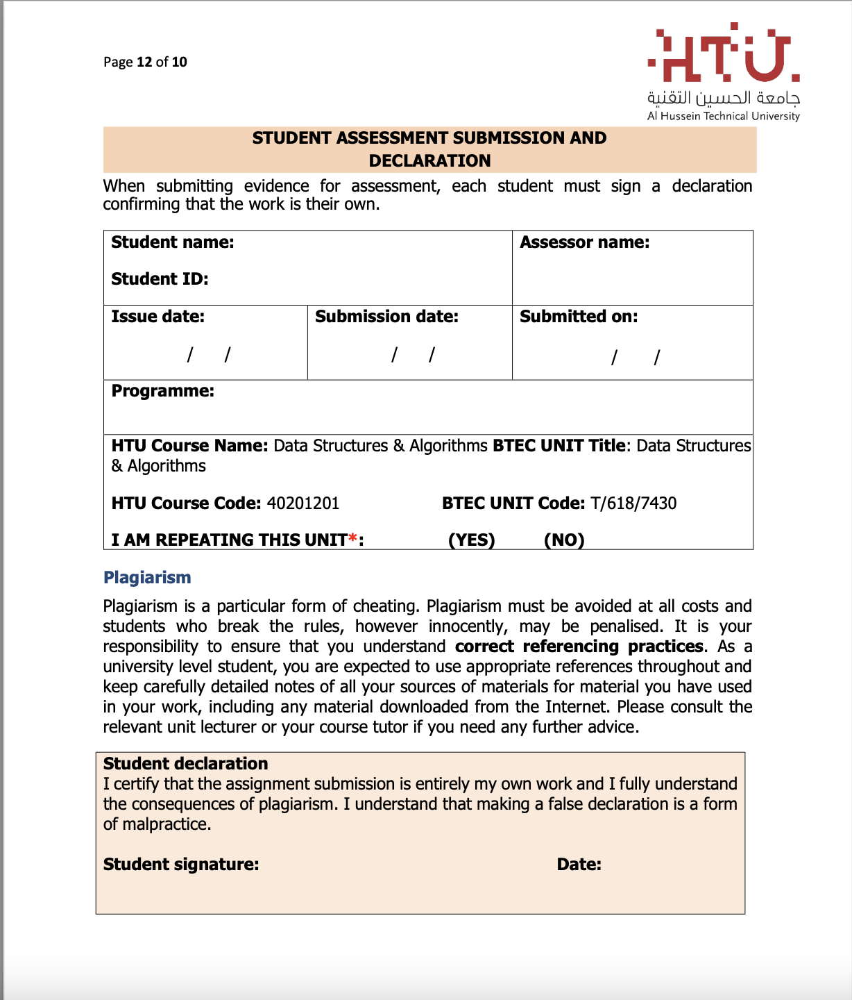 Page 12 of 10
HTU
جامعة الحسين التقنية
Al Hussein Technical University
STUDENT ASSESSMENT SUBMISSION AND
DECLARATION
When submitting evidence for assessment, each student must sign a declaration
confirming that the work is their own.
Student name:
Assessor name:
Student ID:
Issue date:
Submission date:
Submitted on:
/ /
/ /
/ /
Programme:
HTU Course Name: Data Structures & Algorithms BTEC UNIT Title: Data Structures
& Algorithms
HTU Course Code: 40201201 BTEC UNIT Code: T/618/7430
I AM REPEATING THIS UNIT*: (YES) (NO)
Plagiarism
Plagiarism is a particular form of cheating. Plagiarism must be avoided at all costs and
students who break the rules, however innocently, may be penalised. It is your
responsibility to ensure that you understand correct referencing practices. As a
university level student, you are expected to use appropriate references throughout and
keep carefully detailed notes of all your sources of materials for material you have used
in your work, including any material downloaded from the Internet. Please consult the
relevant unit lecturer or your course tutor if you need any further advice.
Student declaration
I certify that the assignment submission is entirely my own work and I fully understand
the consequences of plagiarism. I understand that making a false declaration is a form
of malpractice.
Student signature: Date: